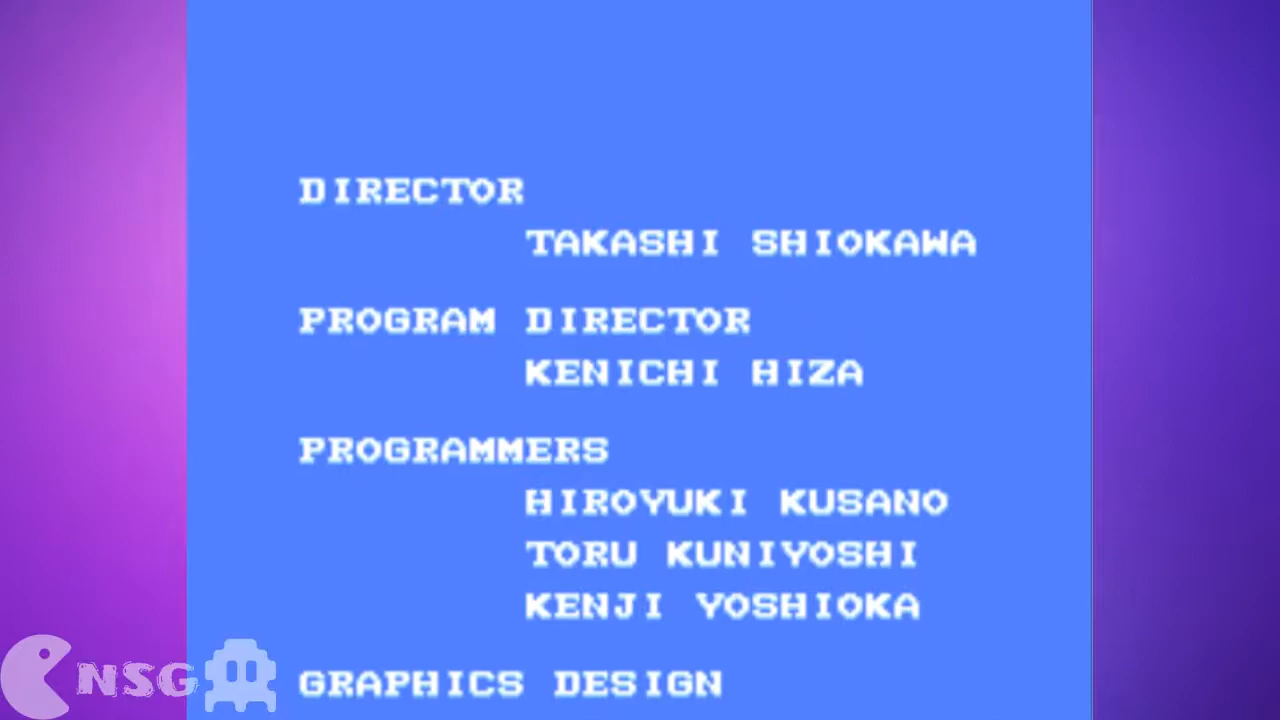 DIRECTOR
TAKASHI SHIOKAWA
PROGRAM DIRECTOR
KENICHI HIZA
PROGRAMMERS
HIROYUKI KUSANO
TORU KUNIYOSHI
KENJI YOSHIOKA
NSG
GRAPHICS DESIGN